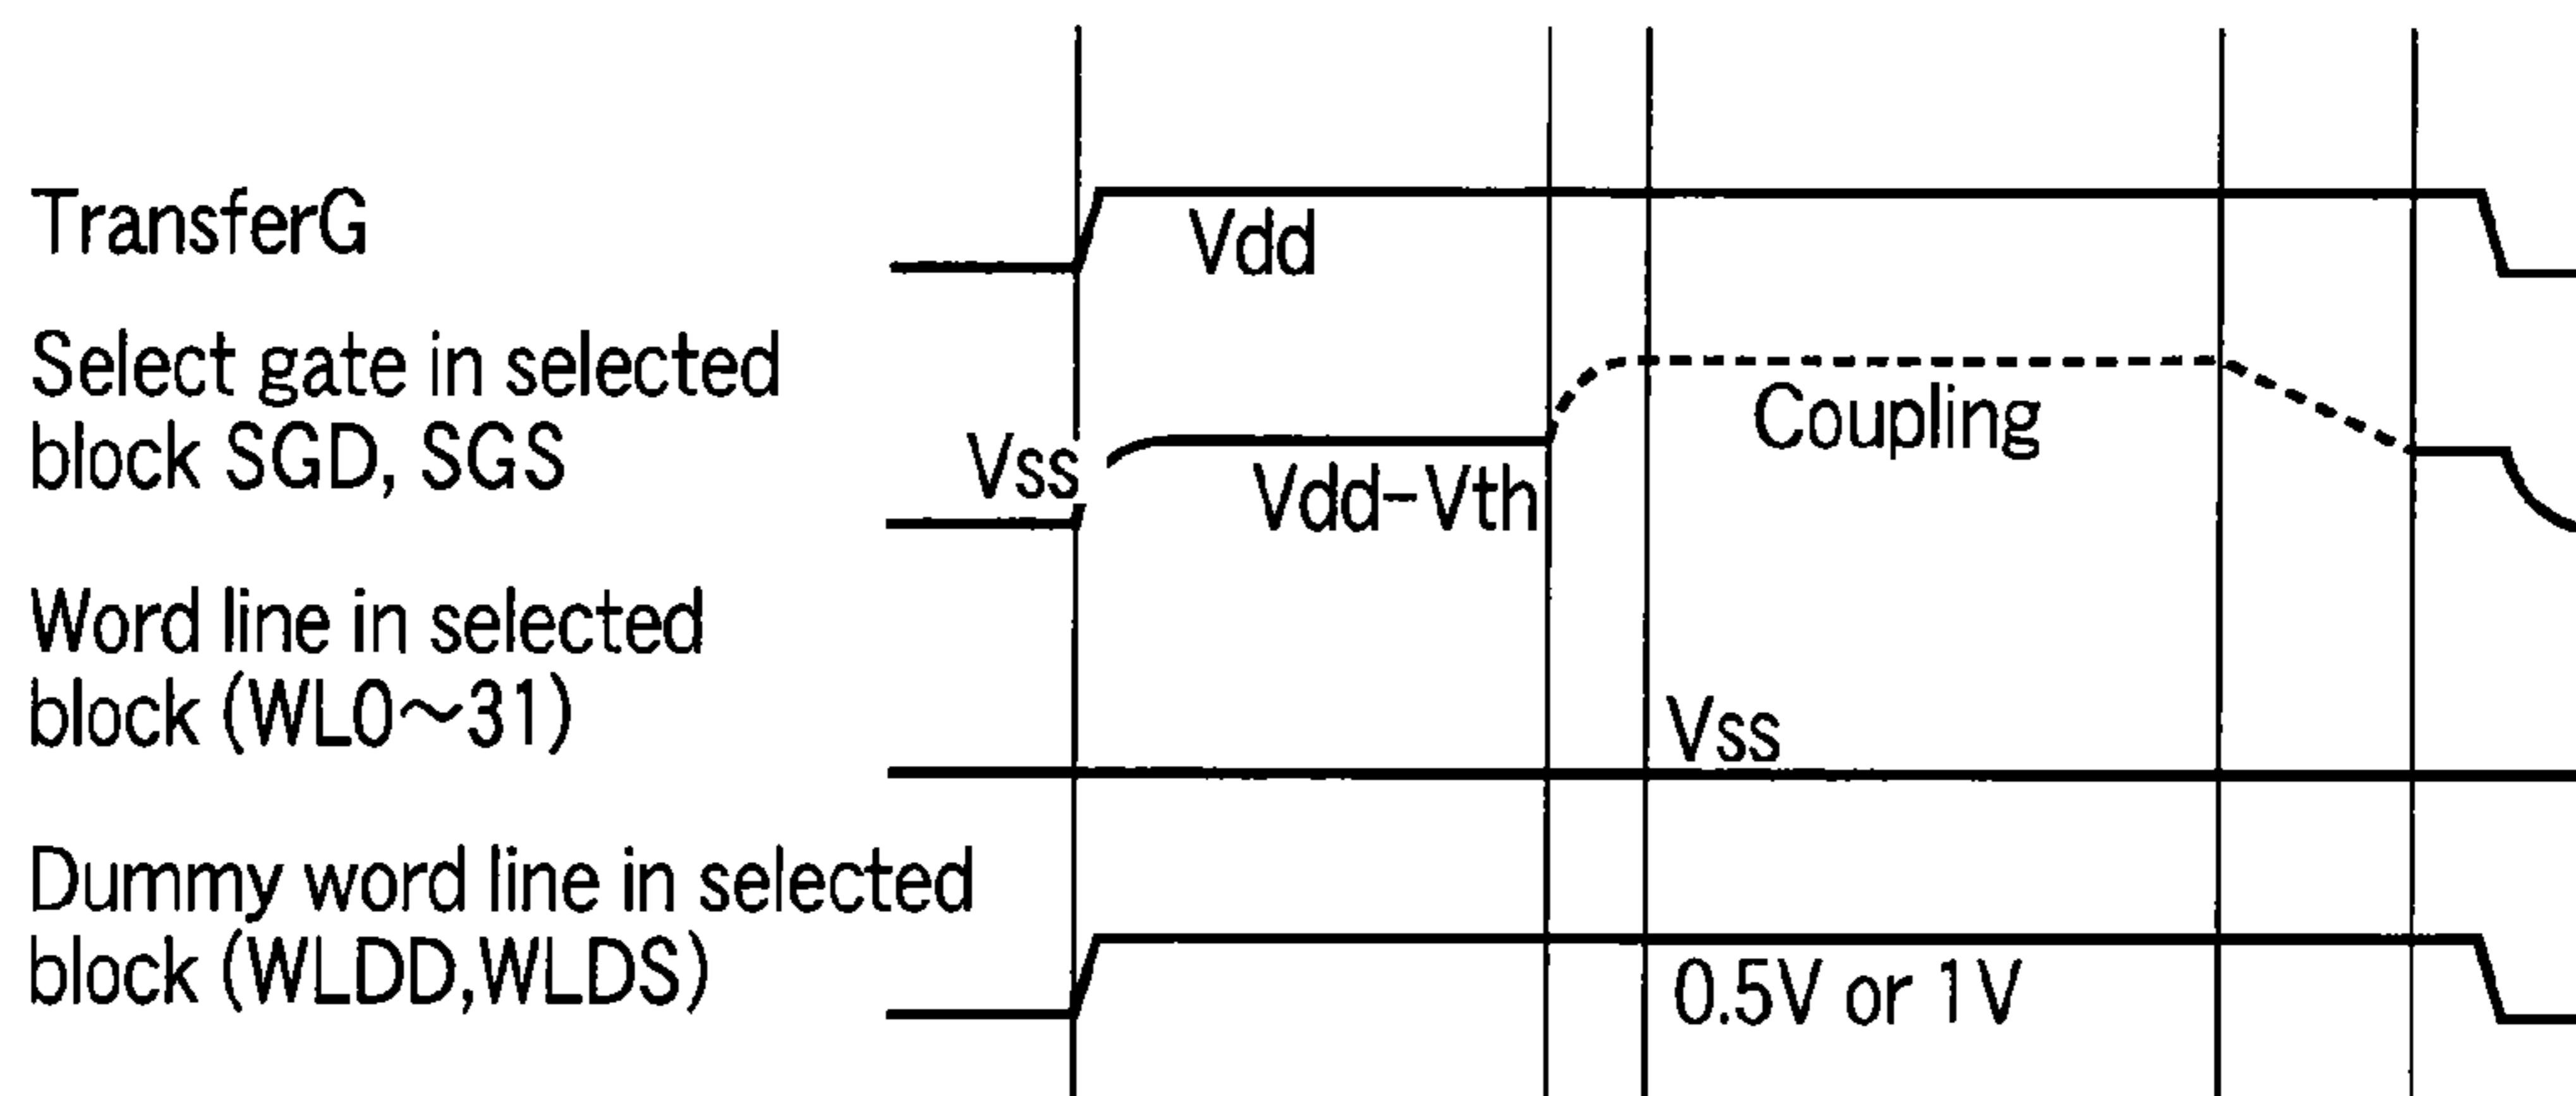 TransferG
Vdd
Select gate in selected
block SGD, SGS
Vss
Vdd-Vth
Coupling
Word line in selected
block (WL0～31)
Vss
Dummy word line in selected
block (WLDD,WLDS)
0.5V or 1V